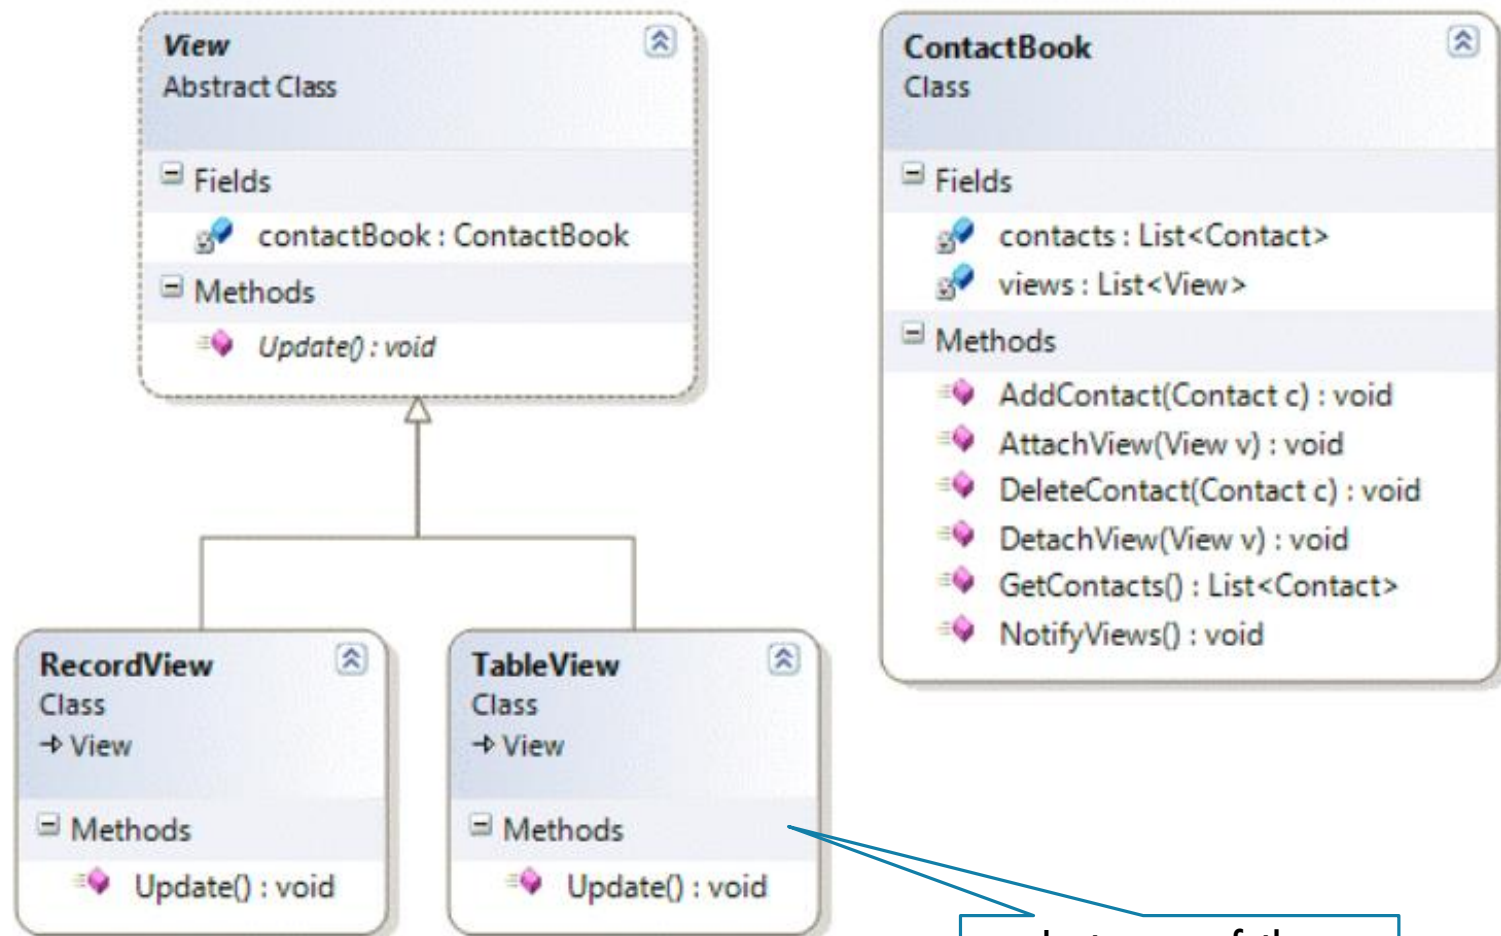 View
Abstract Class
Fields
contactBook : ContactBook
Methods
Update() : void
ContactBook
Class
Fields
contacts : List<Contact>
views : List<View>
Methods
AddContact(Contact c) : void
AttachView(View v) : void
DeleteContact(Contact c) : void
DetachView(View v) : void
GetContacts() : List<Contact>
NotifyViews() : void
RecordView
Class
View
Methods
Update() : void
TableView
Class
View
Methods
Update() : void